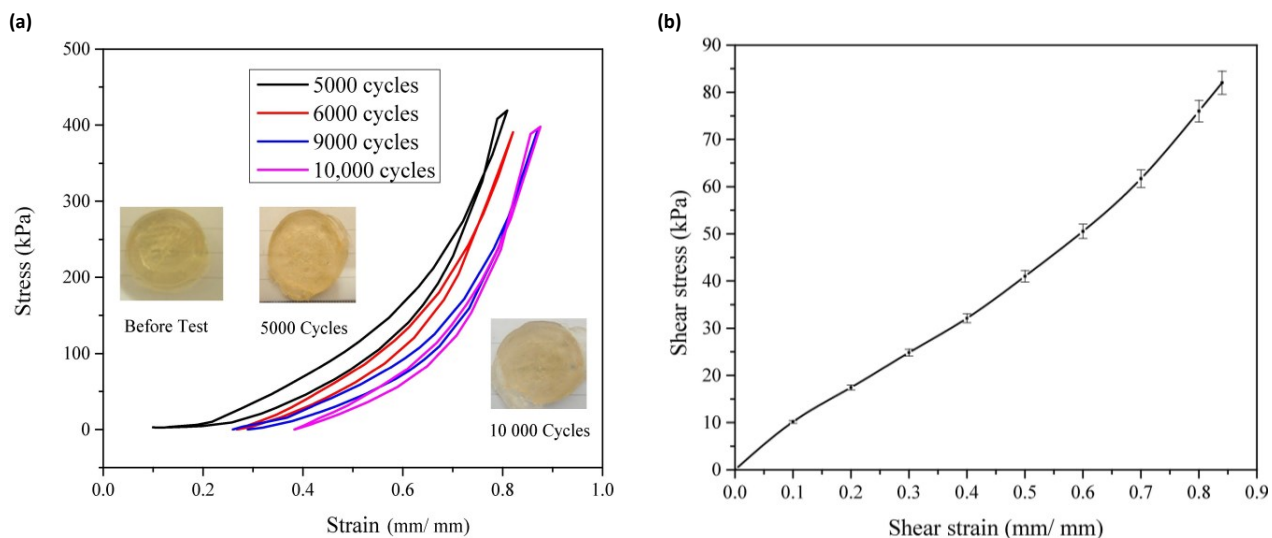 (a)
500
400
300
200
100
0
Stress (kPa)
5000 cycles
6000 cycles
9000 cycles
10,000 cycles
Before Test
5000 Cycles
10 000 Cycles
0.0 0.2 0.4 0.6 0.8 1.0
Strain (mm/ mm)
(b)
90
80
70
60
50
40
30
20
10
0
Shear stress (kPa)
0.0 0.1 0.2 0.3 0.4 0.5 0.6 0.7 0.8 0.9
Shear strain (mm/ mm)